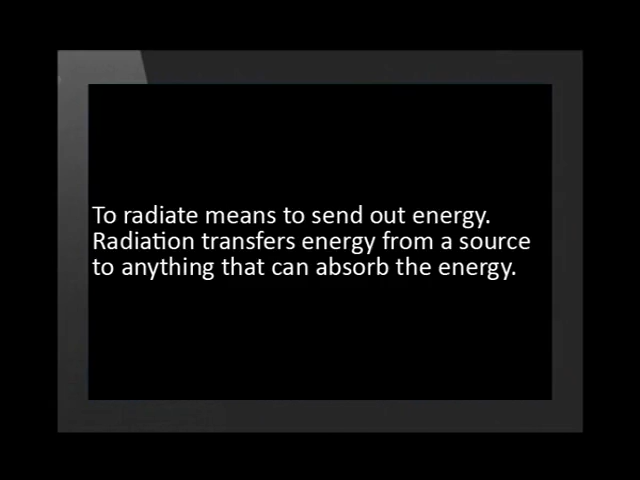 To radiate means to send out energy.
Radiation transfers energy from a source
to anything that can absorb the energy.